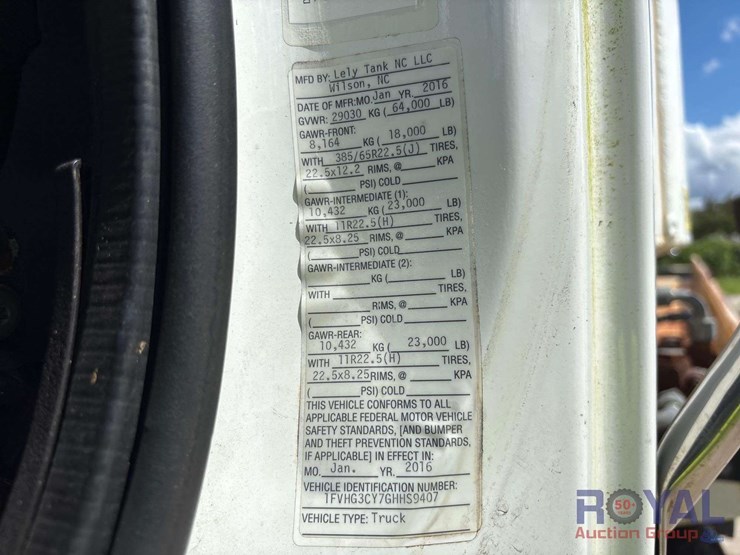 MFD BY: Lely Tank NC LLC
Wilson, NC
DATE OF MFR: MO. Jan YR. 2016
GVWR: 29030 KG ( 64,000 LB)
GAWR-FRONT:
8,164 KG ( 18,000 LB)
WITH 385/65R22.5(J) TIRES,
22.5x12.2 RIMS, @ KPA
( PSI) COLD
GAWR-INTERMEDIATE (1):
10,432 KG ( 23,000 LB)
WITH 11R22.5(H) TIRES,
22.5x8.25 RIMS, @ KPA
( PSI) COLD
GAWR-INTERMEDIATE (2):
KG ( LB)
WITH TIRES,
RIMS, @ KPA
( PSI) COLD
GAWR-REAR:
10,432 KG ( 23,000 LB)
WITH 11R22.5(H) TIRES,
22.5x8.25 RIMS, @ KPA
( PSI) COLD
THIS VEHICLE CONFORMS TO ALL
APPLICABLE FEDERAL MOTOR VEHICLE
SAFETY STANDARDS, [AND BUMPER
AND THEFT PREVENTION STANDARDS,
IF APPLICABLE] IN EFFECT IN:
MO. Jan. YR. 2016
VEHICLE IDENTIFICATION NUMBER:
1FVHG3CY7GHHS9407
VEHICLE TYPE: Truck
ROYAL
50
Auction Group